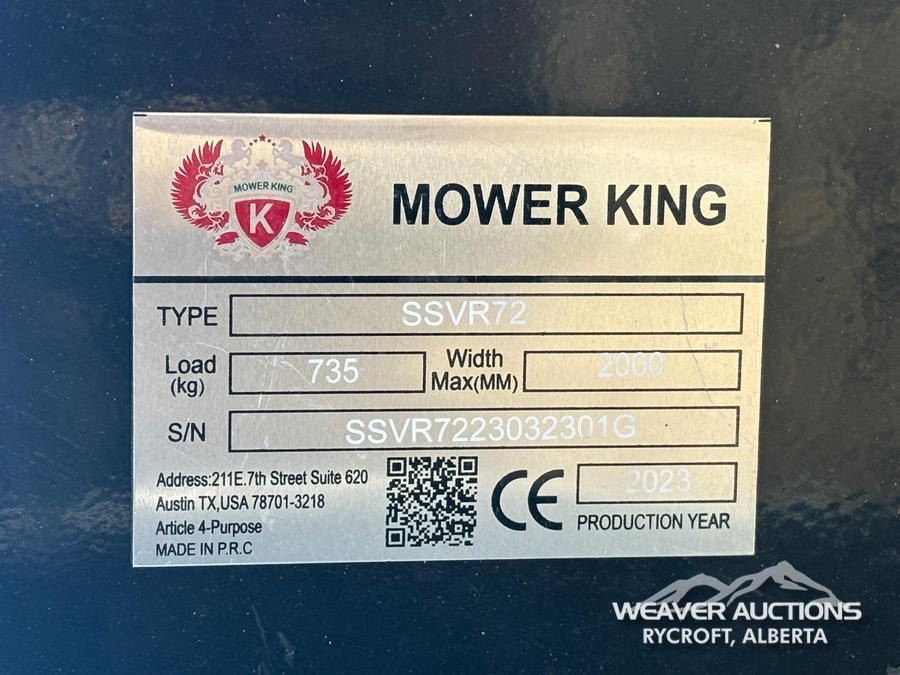 MOWER KING
K
MOWER KING
TYPE SSVR72
Load (kg) 735 Width Max(MM) 2000
S/N SSVR7223032301G
Address:211E.7th Street Suite 620
Austin TX,USA 78701-3218
Article 4-Purpose
MADE IN P.R.C
CE
2023
PRODUCTION YEAR
WEAVER AUCTIONS
RYCROFT, ALBERTA